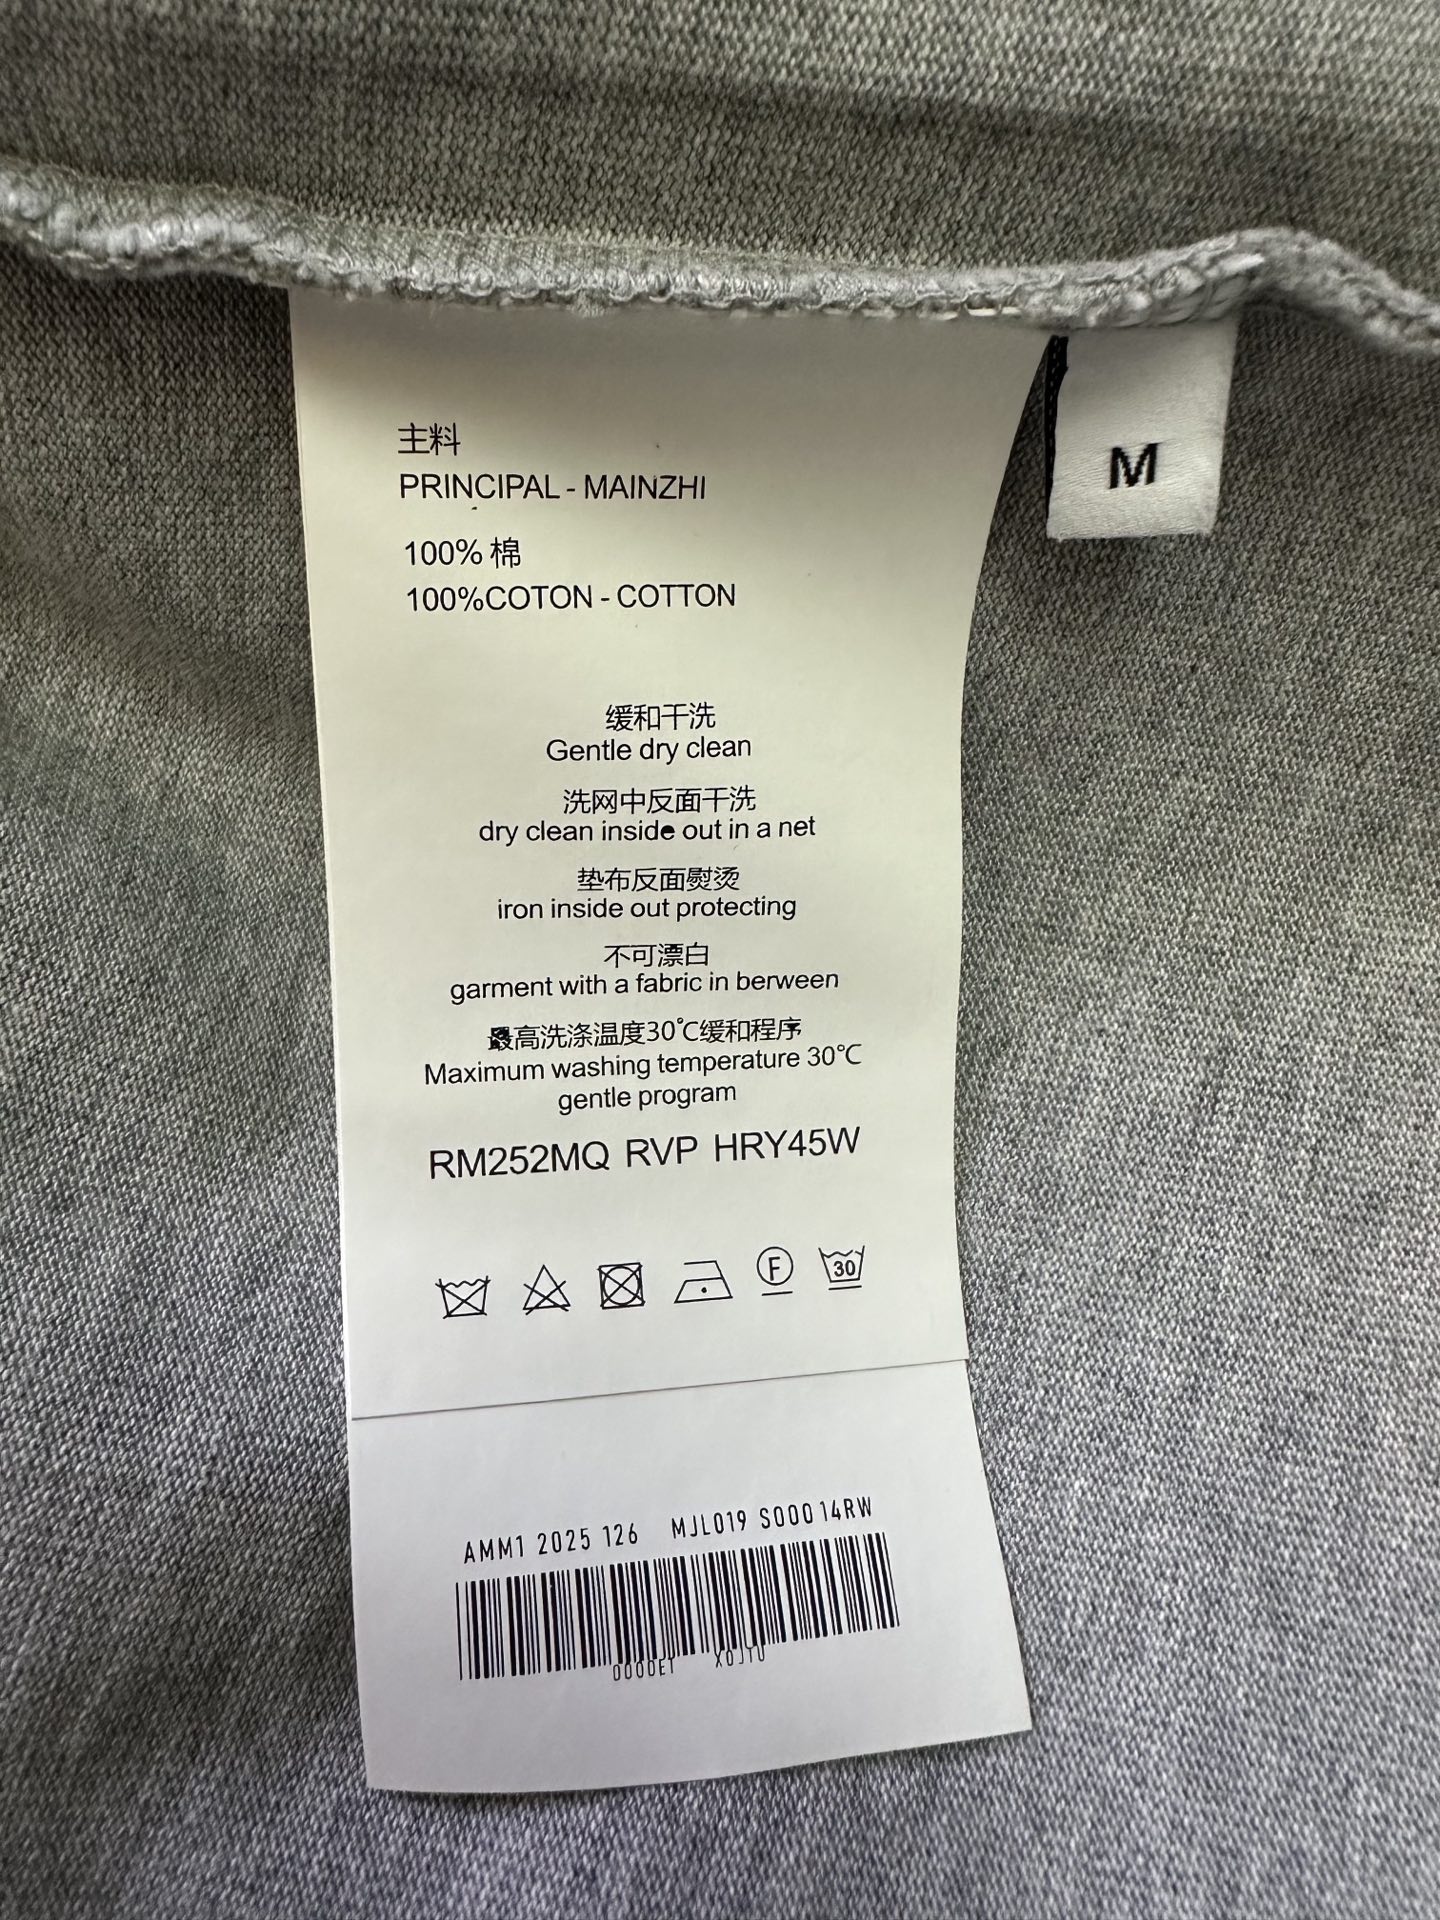 主料
PRINCIPAL - MAINZHI
100% 棉
100%COTON - COTTON
M
缓和干洗
Gentle dry clean
洗网中反面干洗
dry clean inside out in a net
垫布反面熨烫
iron inside out protecting
不可漂白
garment with a fabric in berween
最高洗涤温度30℃缓和程序
Maximum washing temperature 30℃
gentle program
RM252MQ RVP HRY45W
F 30
AMM1 2025 126 MJL019 S000 14RW